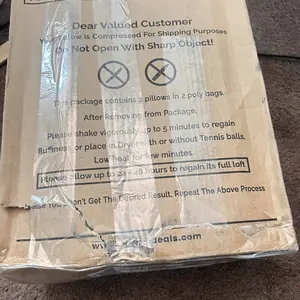 Dear Valued Customer
Your Pillow is Compressed For Shipping Purposes
Do Not Open With Sharp Object!
This package contains 2 pillows in 2 poly bags.
After Removing from Package,
Please shake vigorously up to 5 minutes to regain
fluffiness or place in Dryer with or without Tennis balls,
Low heat for few minutes.
Please allow up to 24 - 28 hours to regain its full loft
You Don't Get The Desired Result, Repeat The Above Process
www.
deals.com